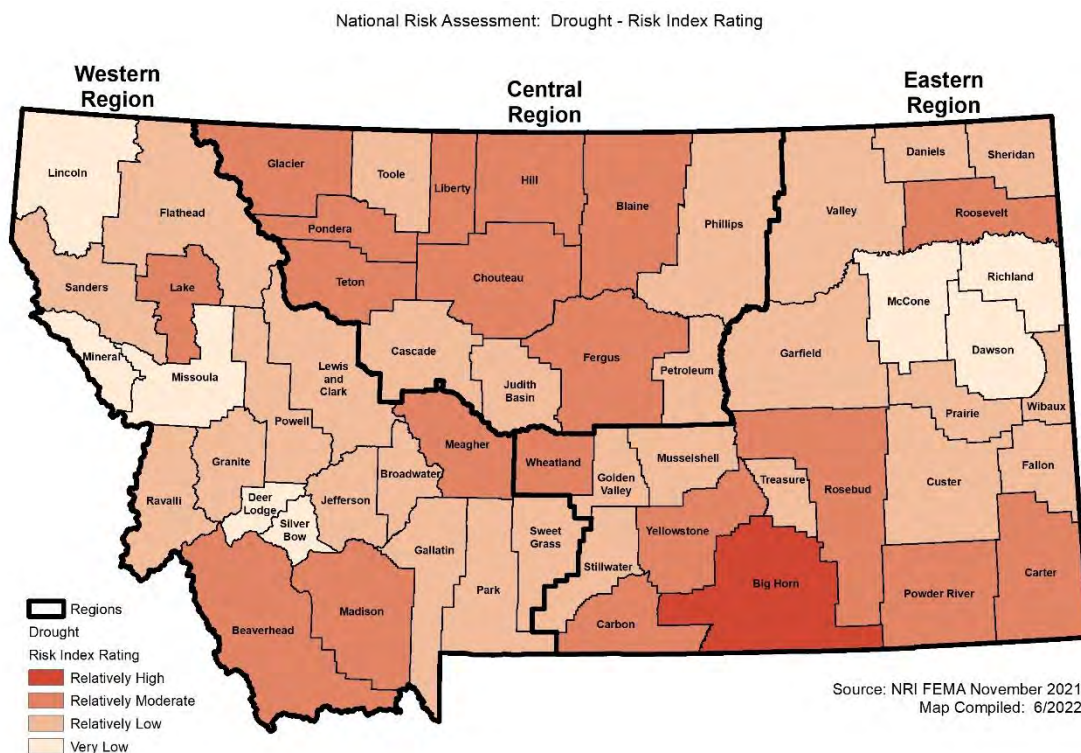 National Risk Assessment: Drought - Risk Index Rating
Western
Region
Central
Region
Eastern
Region
Lincoln
Flathead
Glacier
Toole
Liberty
Hill
Blaine
Phillips
Valley
Daniels
Sheridan
Roosevelt
Pondera
Teton
Chouteau
Sanders
Lake
McCone
Richland
Dawson
Mineral
Missoula
Lewis
and
Clark
Cascade
Judith
Basin
Fergus
Petroleum
Garfield
Prairie
Wibaux
Powell
Granite
Ravalli
Deer
Lodge
Silver
Bow
Jefferson
Broadwater
Meagher
Wheatland
Golden
Valley
Musselshell
Treasure
Rosebud
Custer
Fallon
Gallatin
Park
Sweet
Grass
Stillwater
Yellowstone
Big Horn
Carbon
Powder River
Carter
Beaverhead
Madison
Regions
Drought
Risk Index Rating
Relatively High
Relatively Moderate
Relatively Low
Very Low
Source: NRI FEMA November 2021
Map Compiled: 6/2022